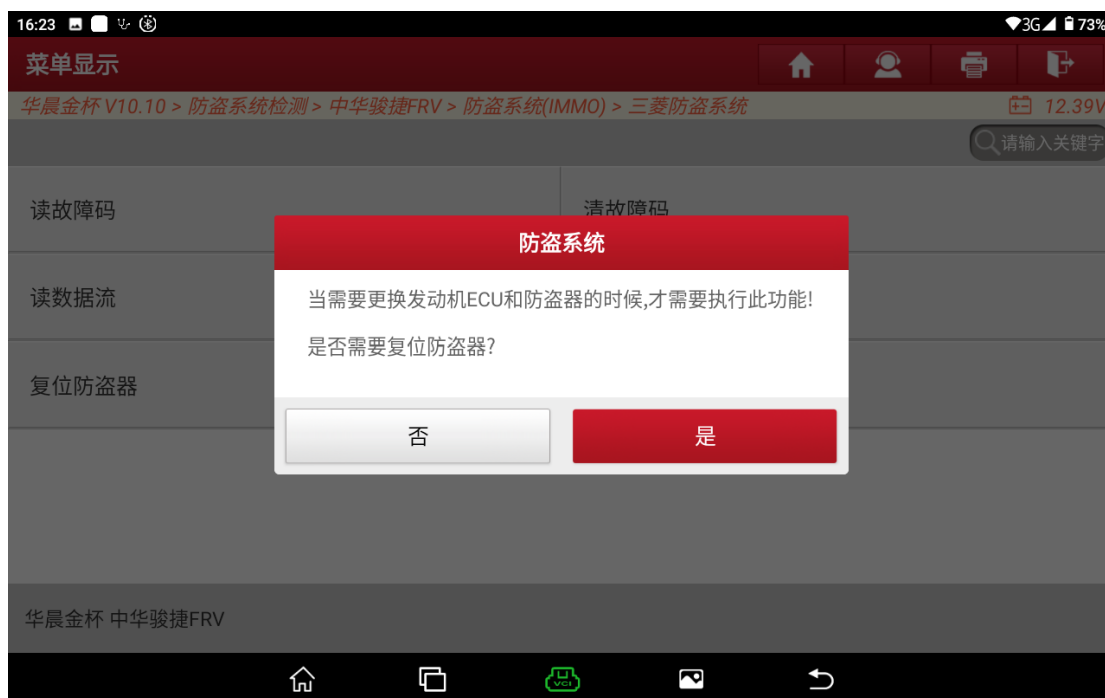 16:23
3G 73%
菜单显示
华晨金杯 V10.10 > 防盗系统检测 > 中华骏捷FRV > 防盗系统(IMMO) > 三菱防盗系统
12.39V
请输入关键字
读故障码
清故障码
防盗系统
读数据流
当需要更换发动机ECU和防盗器的时候,才需要执行此功能!
是否需要复位防盗器?
复位防盗器
否
是
华晨金杯 中华骏捷FRV
VCI